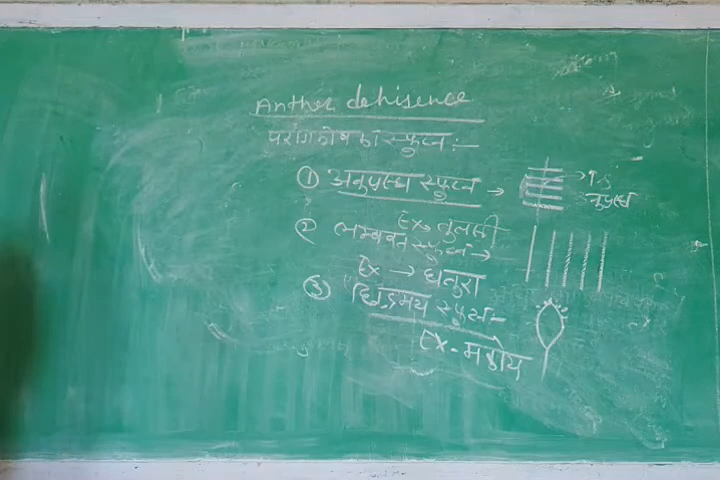 Anther dehisence
परागकोष का स्फुटन :-
① अनुप्रस्थ स्फुटन → → T.S
अनुप्रस्थ
Ex → तुलसी
② लम्बवत स्फुटन →
Ex → धतुरा
③ छिद्रमय स्फुटन -
Ex - मकोय